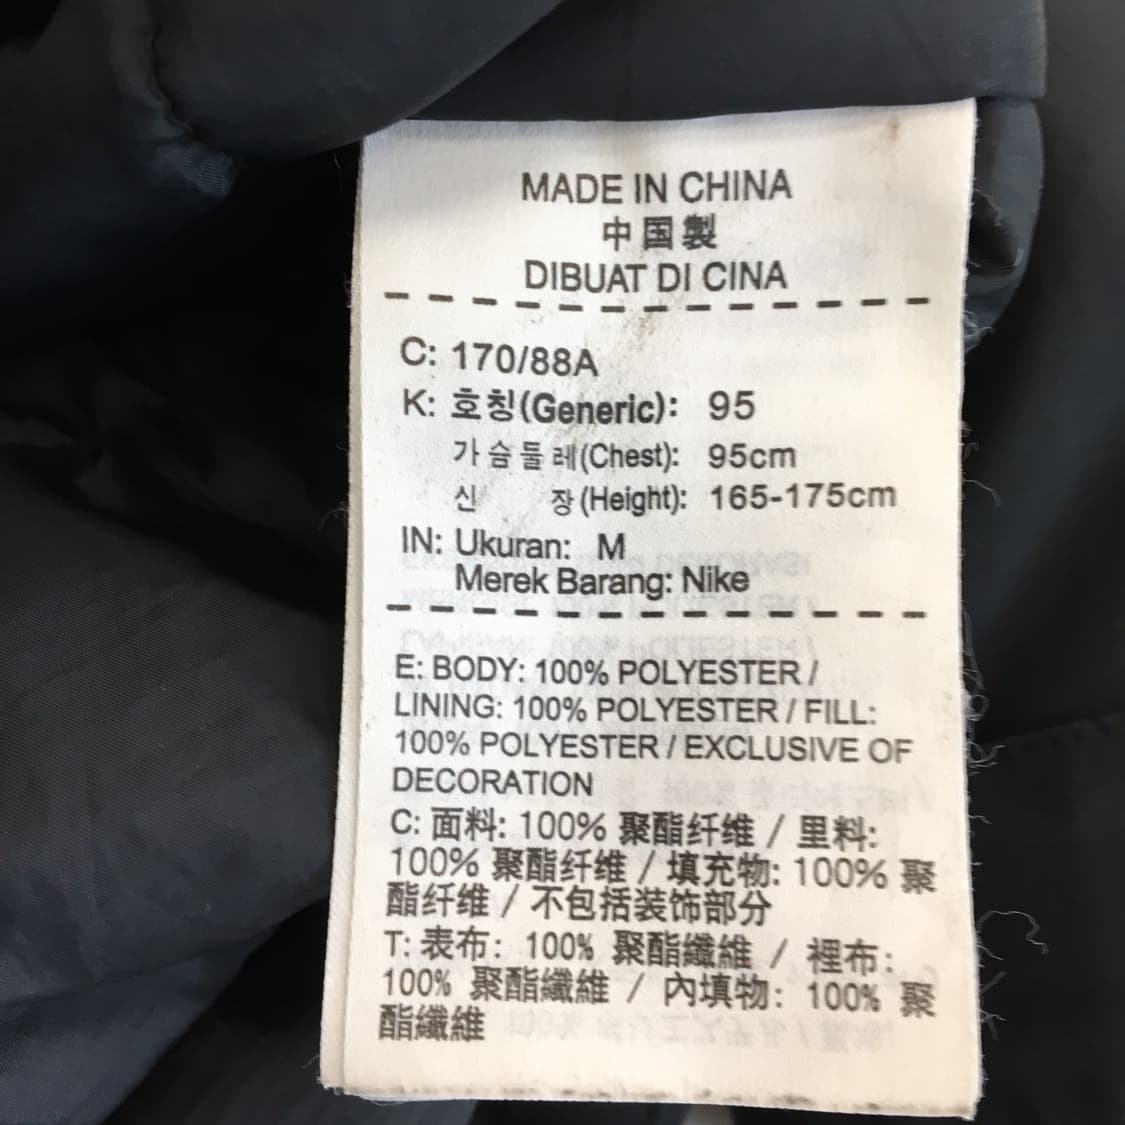 MADE IN CHINA
中国製
DIBUAT DI CINA
C: 170/88A
K: 호칭(Generic): 95
가슴둘레(Chest): 95cm
신 장(Height): 165-175cm
IN: Ukuran: M
Merek Barang: Nike
E: BODY: 100% POLYESTER /
LINING: 100% POLYESTER / FILL:
100% POLYESTER / EXCLUSIVE OF
DECORATION
C: 面料: 100% 聚酯纤维 / 里料:
100% 聚酯纤维 / 填充物: 100% 聚
酯纤维 / 不包括装饰部分
T: 表布: 100% 聚酯纖維 / 裡布:
100% 聚酯纖維 / 內填物: 100% 聚
酯纖維